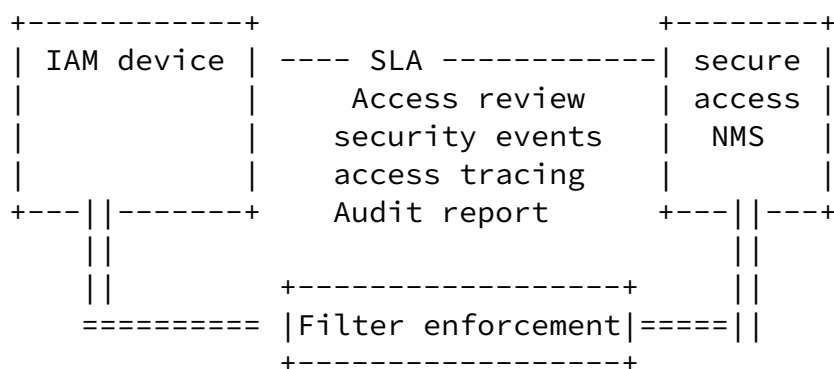 IAM device ---- SLA ------------ secure
Access review access
security events NMS
access tracing
Audit report
Filter enforcement